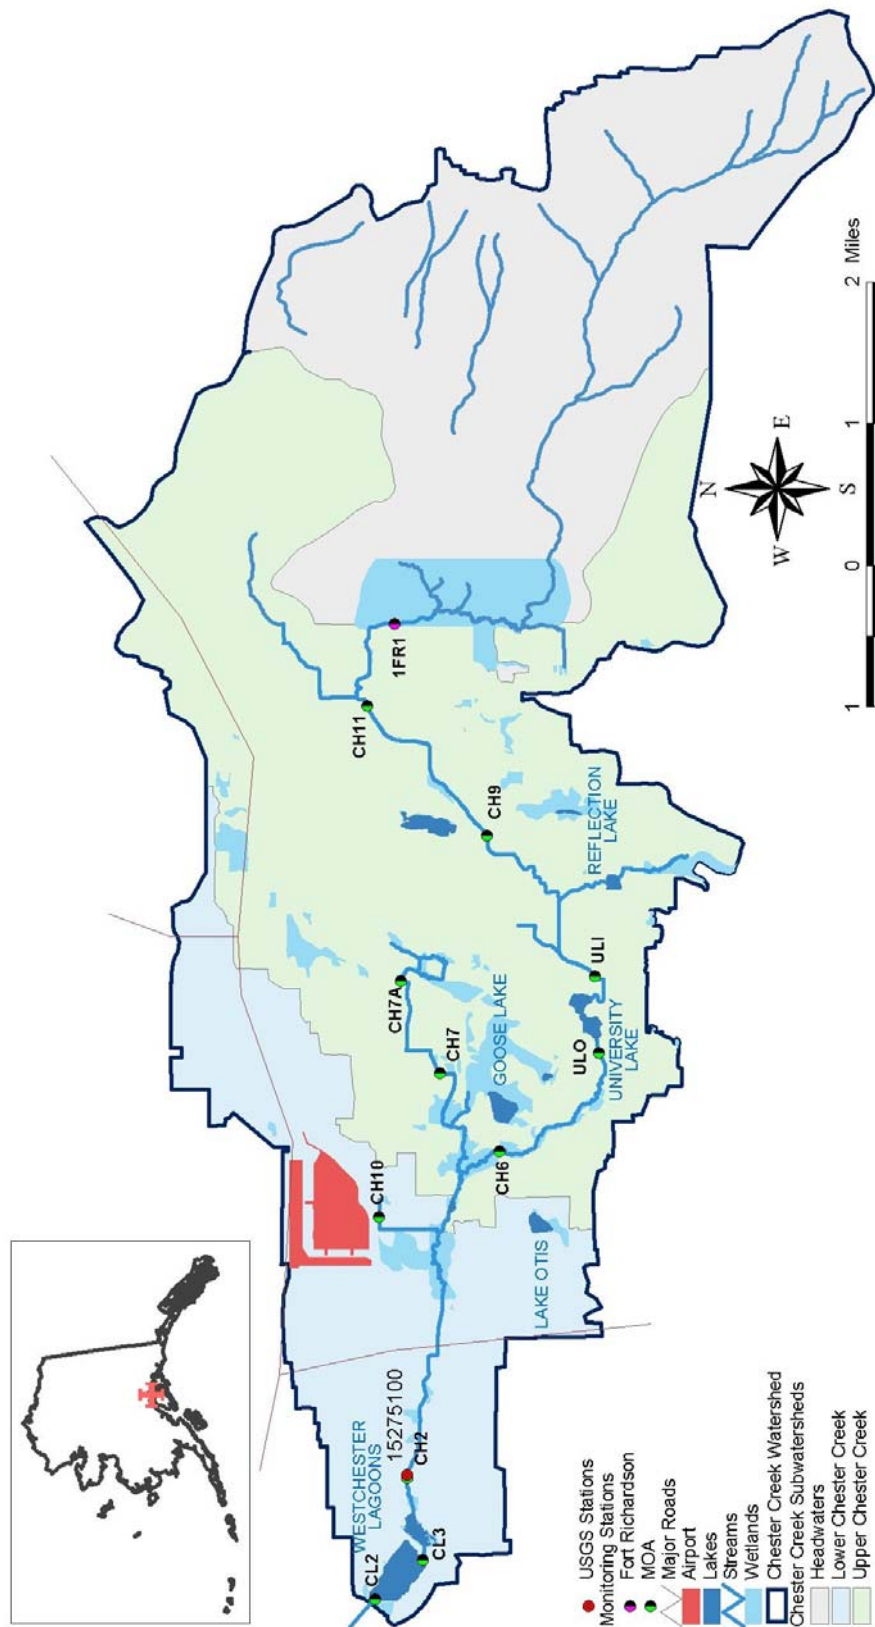 WESTCHESTER
LAGOONS
CL2
CL3
15275100
CH2
CH10
LAKE OTIS
CH7A
CH7
GOOSE LAKE
CH6
ULO
UNIVERSITY
LAKE
ULI
CH9
REFLECTION
LAKE
CH11
1FR1
N
W
E
S
1
0
1
2 Miles
USGS Stations
Monitoring Stations
Fort Richardson
MOA
Major Roads
Airport
Lakes
Streams
Wetlands
Chester Creek Watershed
Chester Creek Subwatersheds
Headwaters
Lower Chester Creek
Upper Chester Creek